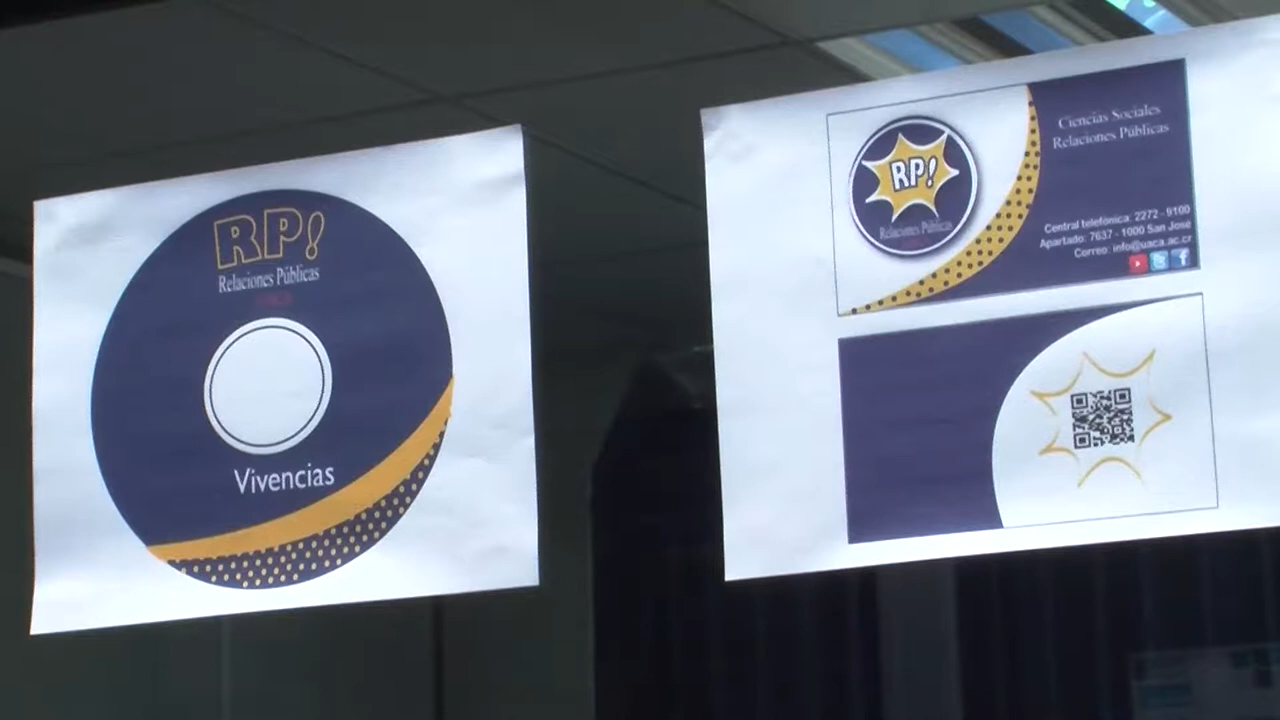 RP!
Relaciones Públicas
Vivencias
RP!
Relaciones Públicas
Ciencias Sociales
Relaciones Públicas
Central telefónica: 2272 - 9100
Apartado: 7637 - 1000 San José
Correo: info@uaca.ac.cr